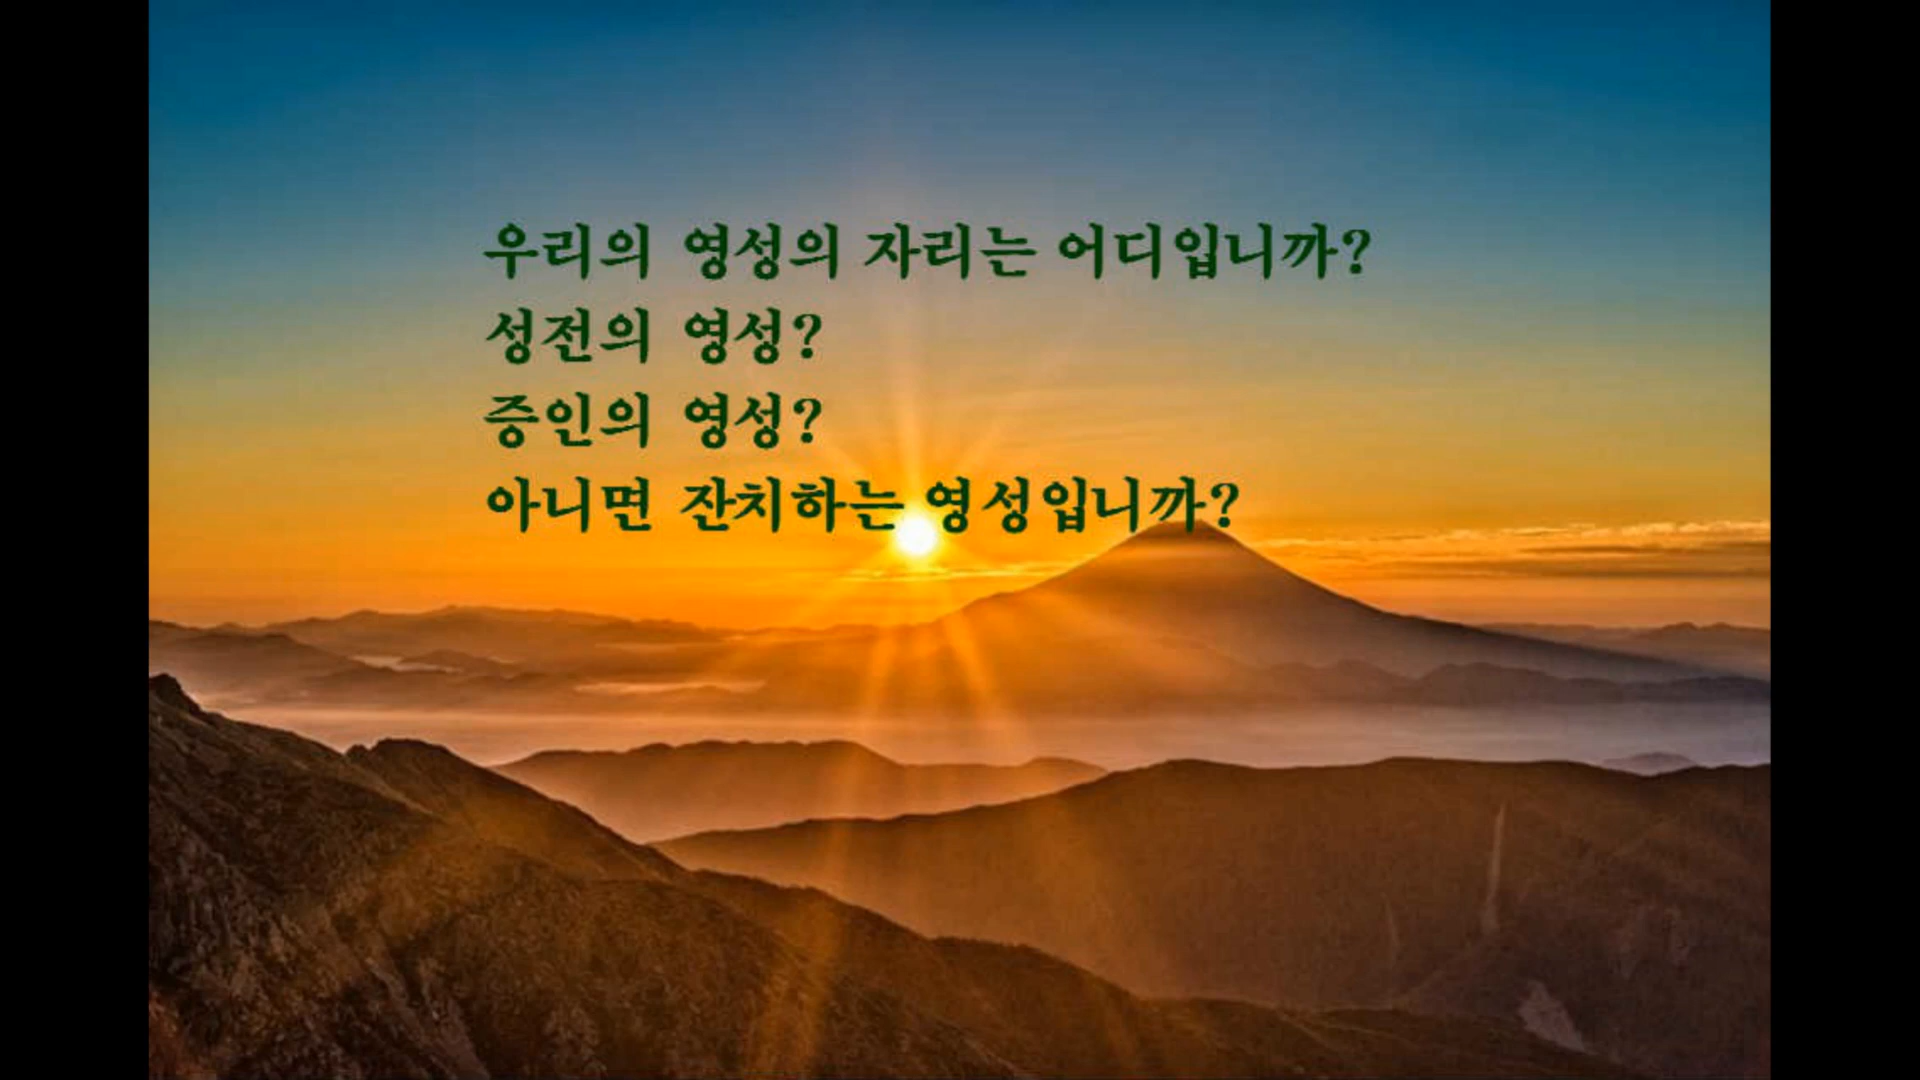 우리의 영성의 자리는 어디입니까?
성전의 영성?
증인의 영성?
아니면 잔치하는 영성입니까?